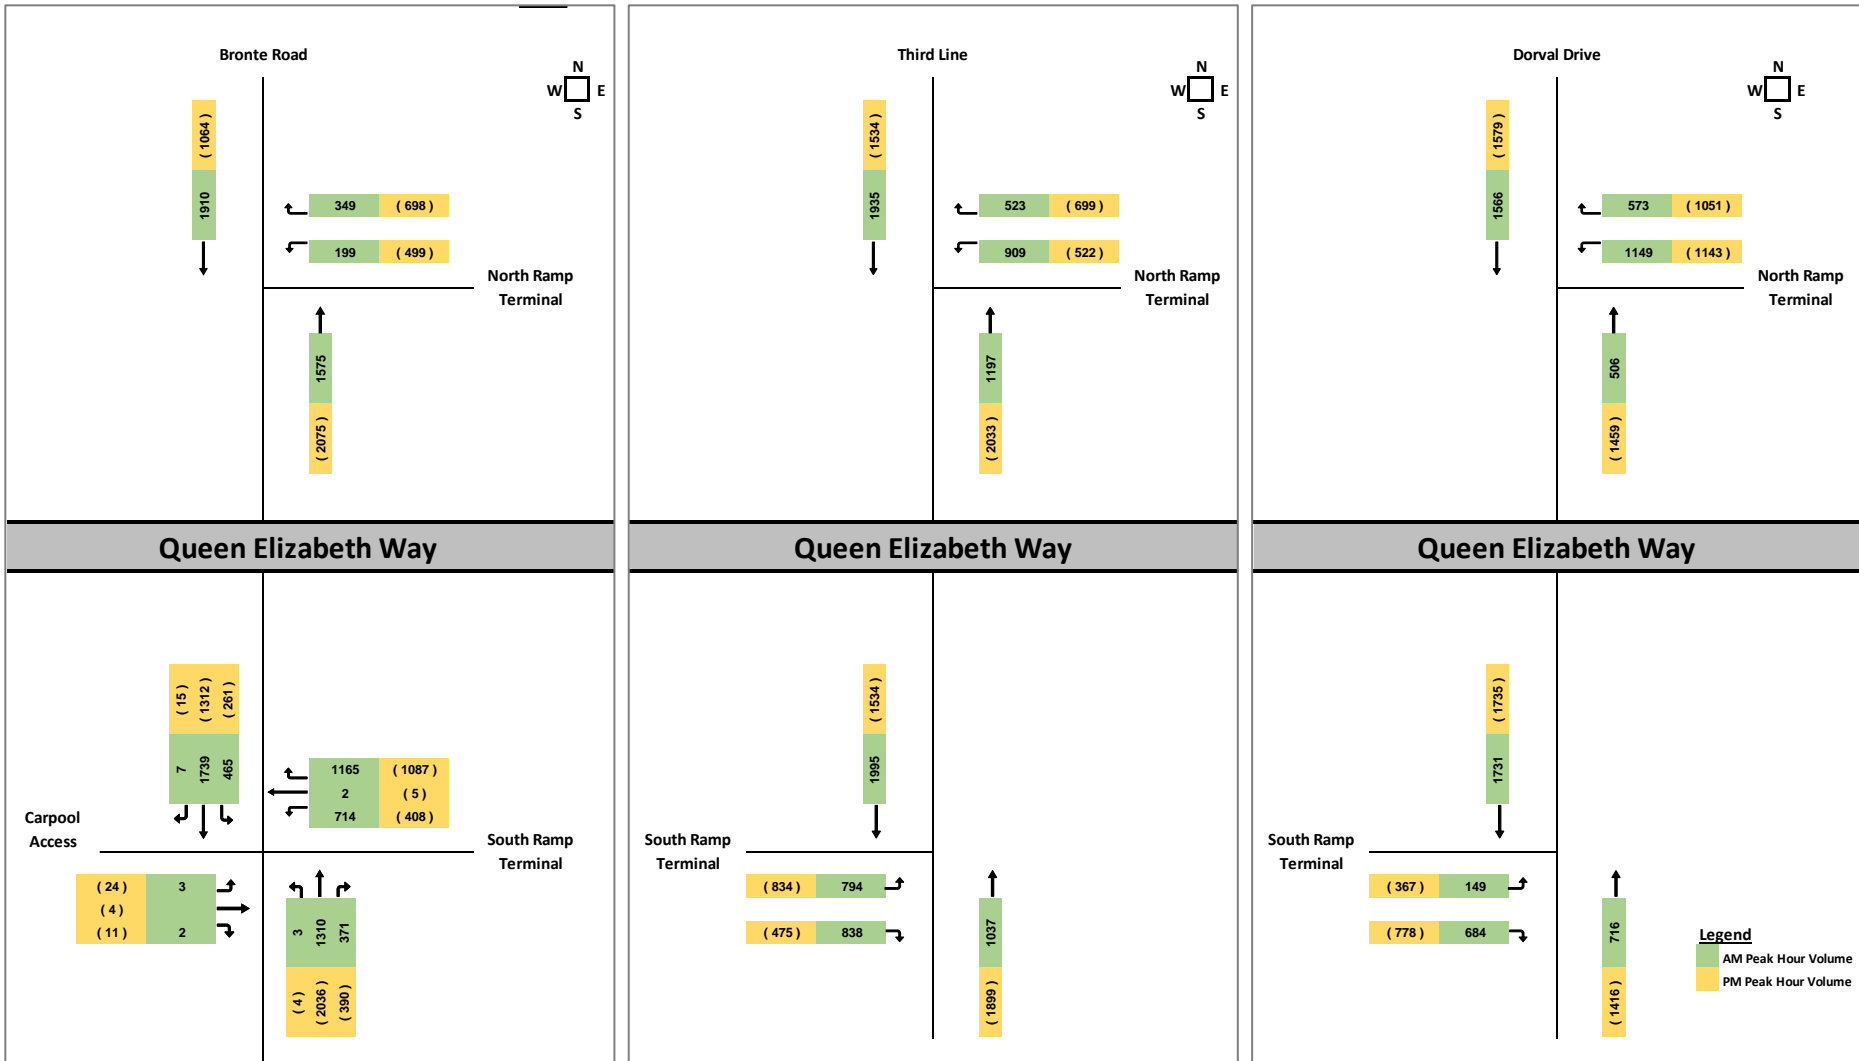 Bronte Road
N
W E
S
( 1064 )
1910
349 ( 698 )
199 ( 499 )
North Ramp
Terminal
1575
( 2075 )
Queen Elizabeth Way
( 15 ) ( 1312 ) ( 261 )
7 1739 465
1165 ( 1087 )
2 ( 5 )
714 ( 408 )
Carpool
Access
South Ramp
Terminal
( 24 ) 3
( 4 )
( 11 ) 2
3 1310 371
( 4 ) ( 2036 ) ( 390 )
Third Line
N
W E
S
( 1534 )
1935
523 ( 699 )
909 ( 522 )
North Ramp
Terminal
1197
( 2033 )
Queen Elizabeth Way
( 1534 )
1995
South Ramp
Terminal
( 834 ) 794
( 475 ) 838
1037
( 1899 )
Dorval Drive
N
W E
S
( 1579 )
1566
573 ( 1051 )
1149 ( 1143 )
North Ramp
Terminal
506
( 1459 )
Queen Elizabeth Way
( 1735 )
1731
South Ramp
Terminal
( 367 ) 149
( 778 ) 684
716
( 1416 )
Legend
AM Peak Hour Volume
PM Peak Hour Volume